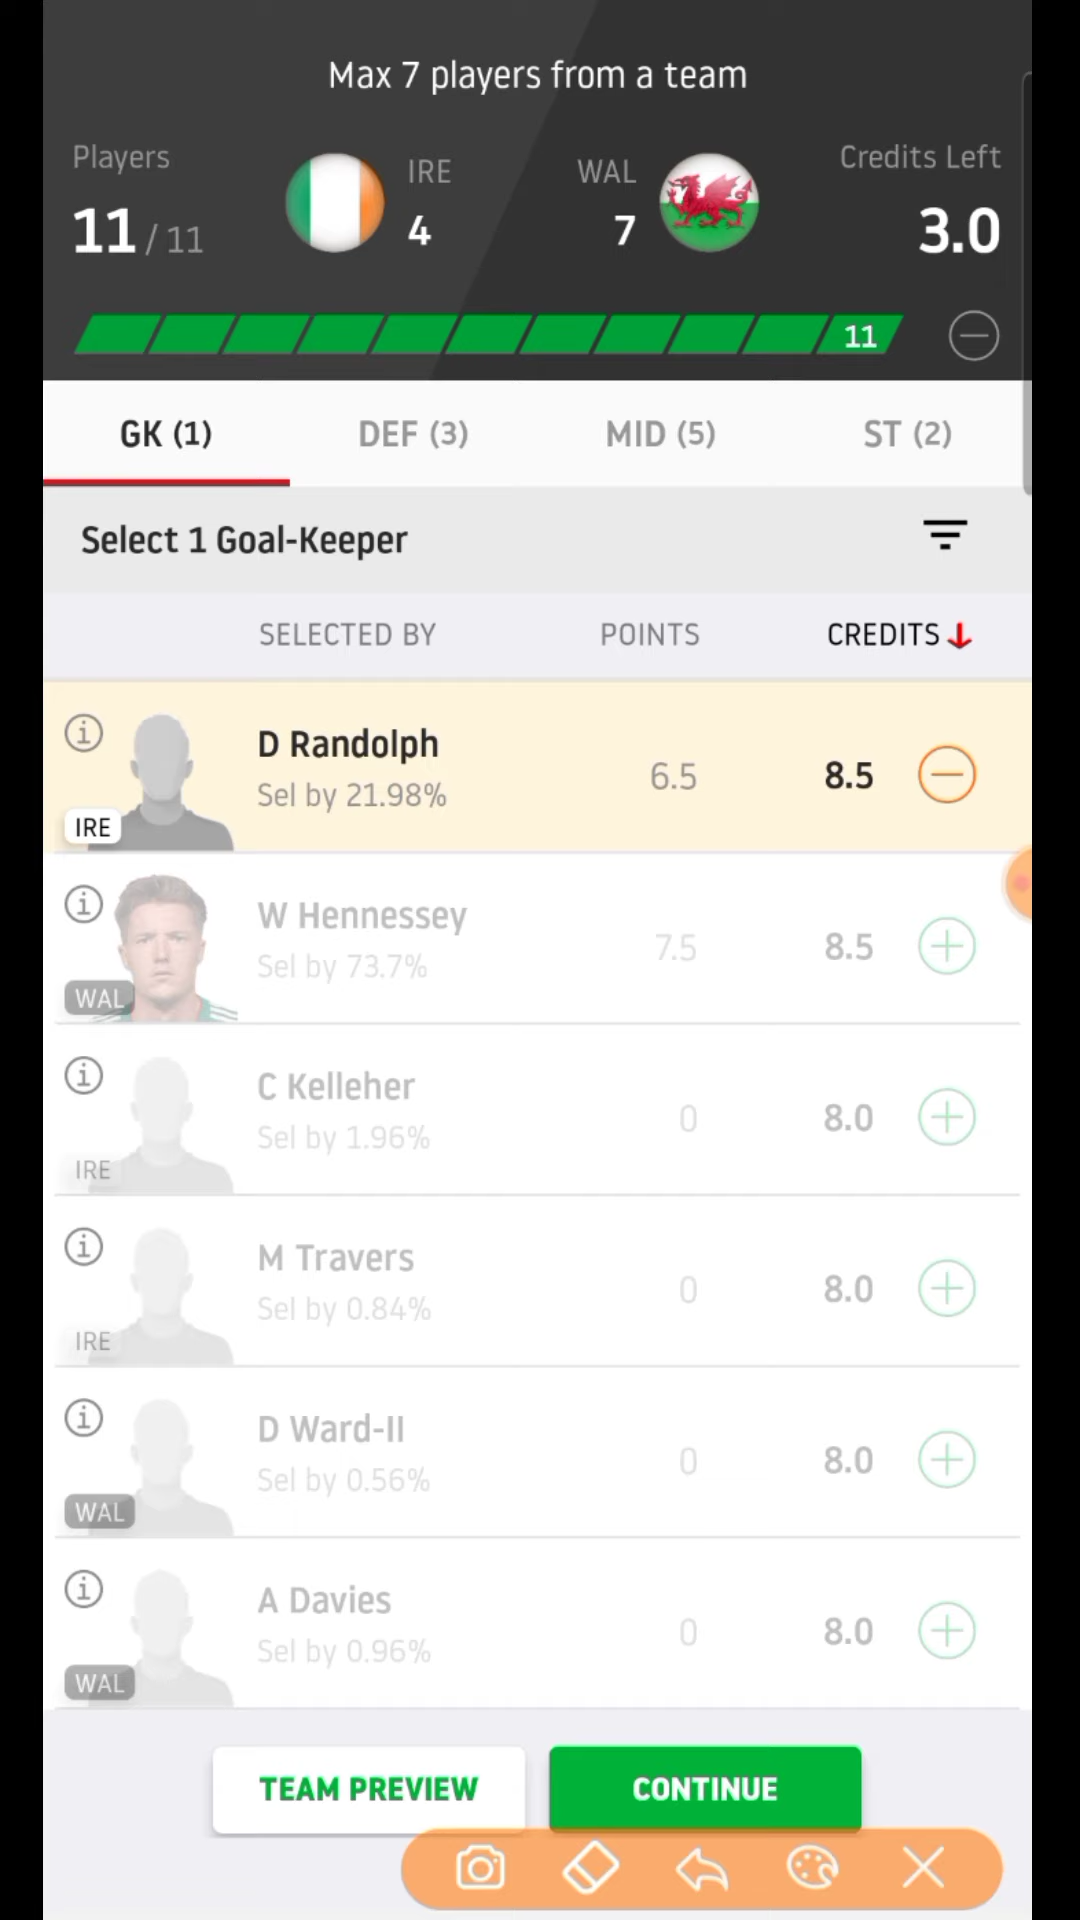 Max 7 players from a team
Players IRE WAL Credits Left
11 / 11 4 7 3.0
11
GK (1) DEF (3) MID (5) ST (2)
Select 1 Goal-Keeper
SELECTED BY POINTS CREDITS
D Randolph
Sel by 21.98% 6.5 8.5
IRE
W Hennessey
Sel by 73.7% 7.5 8.5
WAL
C Kelleher
Sel by 1.96% 0 8.0
IRE
M Travers
Sel by 0.84% 0 8.0
IRE
D Ward-II
Sel by 0.56% 0 8.0
WAL
A Davies
Sel by 0.96% 0 8.0
WAL
TEAM PREVIEW CONTINUE